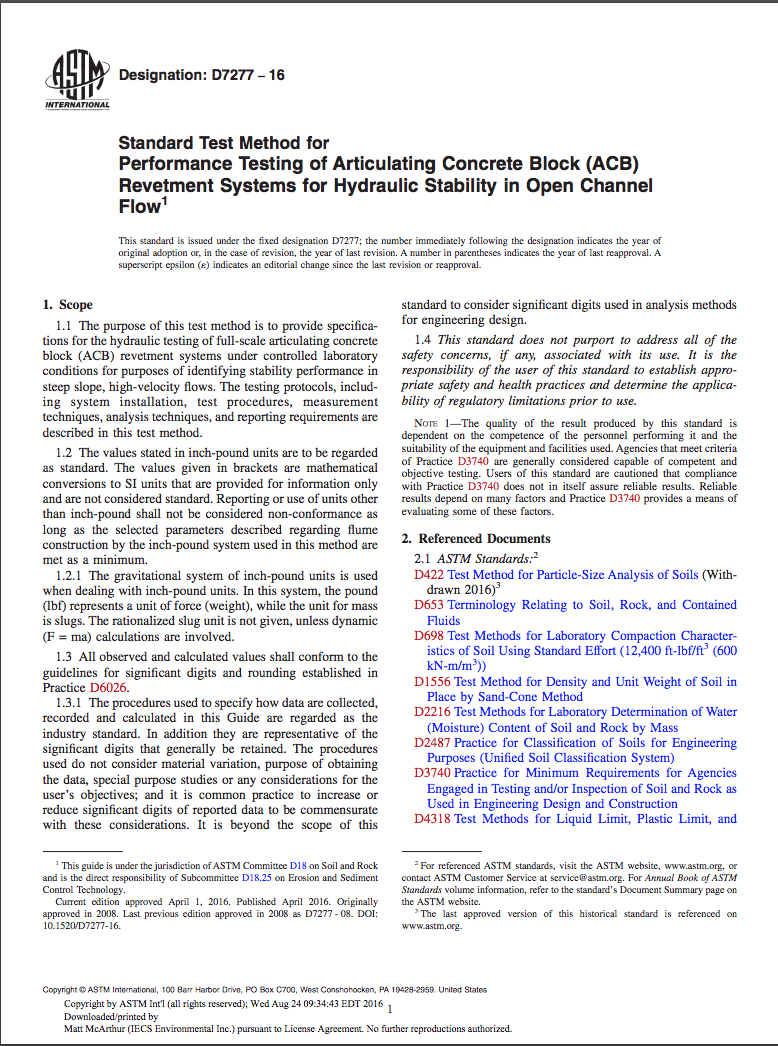 ASTM
INTERNATIONAL
Designation: D7277 − 16
Standard Test Method for
Performance Testing of Articulating Concrete Block (ACB)
Revetment Systems for Hydraulic Stability in Open Channel
Flow¹
This standard is issued under the fixed designation D7277; the number immediately following the designation indicates the year of
original adoption or, in the case of revision, the year of last revision. A number in parentheses indicates the year of last reapproval. A
superscript epsilon (ε) indicates an editorial change since the last revision or reapproval.
1. Scope
1.1 The purpose of this test method is to provide specifica-
tions for the hydraulic testing of full-scale articulating concrete
block (ACB) revetment systems under controlled laboratory
conditions for purposes of identifying stability performance in
steep slope, high-velocity flows. The testing protocols, includ-
ing system installation, test procedures, measurement
techniques, analysis techniques, and reporting requirements are
described in this test method.
1.2 The values stated in inch-pound units are to be regarded
as standard. The values given in brackets are mathematical
conversions to SI units that are provided for information only
and are not considered standard. Reporting or use of units other
than inch-pound shall not be considered non-conformance as
long as the selected parameters described regarding flume
construction by the inch-pound system used in this method are
met as a minimum.
1.2.1 The gravitational system of inch-pound units is used
when dealing with inch-pound units. In this system, the pound
(lbf) represents a unit of force (weight), while the unit for mass
is slugs. The rationalized slug unit is not given, unless dynamic
(F = ma) calculations are involved.
1.3 All observed and calculated values shall conform to the
guidelines for significant digits and rounding established in
Practice D6026.
1.3.1 The procedures used to specify how data are collected,
recorded and calculated in this Guide are regarded as the
industry standard. In addition they are representative of the
significant digits that generally be retained. The procedures
used do not consider material variation, purpose of obtaining
the data, special purpose studies or any considerations for the
user's objectives; and it is common practice to increase or
reduce significant digits of reported data to be commensurate
with these considerations. It is beyond the scope of this
standard to consider significant digits used in analysis methods
for engineering design.
1.4 This standard does not purport to address all of the
safety concerns, if any, associated with its use. It is the
responsibility of the user of this standard to establish appro-
priate safety and health practices and determine the applica-
bility of regulatory limitations prior to use.
NOTE 1—The quality of the result produced by this standard is
dependent on the competence of the personnel performing it and the
suitability of the equipment and facilities used. Agencies that meet criteria
of Practice D3740 are generally considered capable of competent and
objective testing. Users of this standard are cautioned that compliance
with Practice D3740 does not in itself assure reliable results. Reliable
results depend on many factors and Practice D3740 provides a means of
evaluating some of these factors.
2. Referenced Documents
2.1 ASTM Standards:²
D422 Test Method for Particle-Size Analysis of Soils (With-
drawn 2016)³
D653 Terminology Relating to Soil, Rock, and Contained
Fluids
D698 Test Methods for Laboratory Compaction Character-
istics of Soil Using Standard Effort (12,400 ft-lbf/ft³ (600
kN-m/m³))
D1556 Test Method for Density and Unit Weight of Soil in
Place by Sand-Cone Method
D2216 Test Methods for Laboratory Determination of Water
(Moisture) Content of Soil and Rock by Mass
D2487 Practice for Classification of Soils for Engineering
Purposes (Unified Soil Classification System)
D3740 Practice for Minimum Requirements for Agencies
Engaged in Testing and/or Inspection of Soil and Rock as
Used in Engineering Design and Construction
D4318 Test Methods for Liquid Limit, Plastic Limit, and
¹ This guide is under the jurisdiction of ASTM Committee D18 on Soil and Rock
and is the direct responsibility of Subcommittee D18.25 on Erosion and Sediment
Control Technology.
Current edition approved April 1, 2016. Published April 2016. Originally
approved in 2008. Last previous edition approved in 2008 as D7277 - 08. DOI:
10.1520/D7277-16.
² For referenced ASTM standards, visit the ASTM website, www.astm.org, or
contact ASTM Customer Service at service@astm.org. For Annual Book of ASTM
Standards volume information, refer to the standard's Document Summary page on
the ASTM website.
³ The last approved version of this historical standard is referenced on
www.astm.org.
Copyright © ASTM International, 100 Barr Harbor Drive, PO Box C700, West Conshohocken, PA 19428-2959. United States
Copyright by ASTM Int'l (all rights reserved); Wed Aug 24 09:34:43 EDT 2016
1
Downloaded/printed by
Matt McArthur (IECS Environmental Inc.) pursuant to License Agreement. No further reproductions authorized.